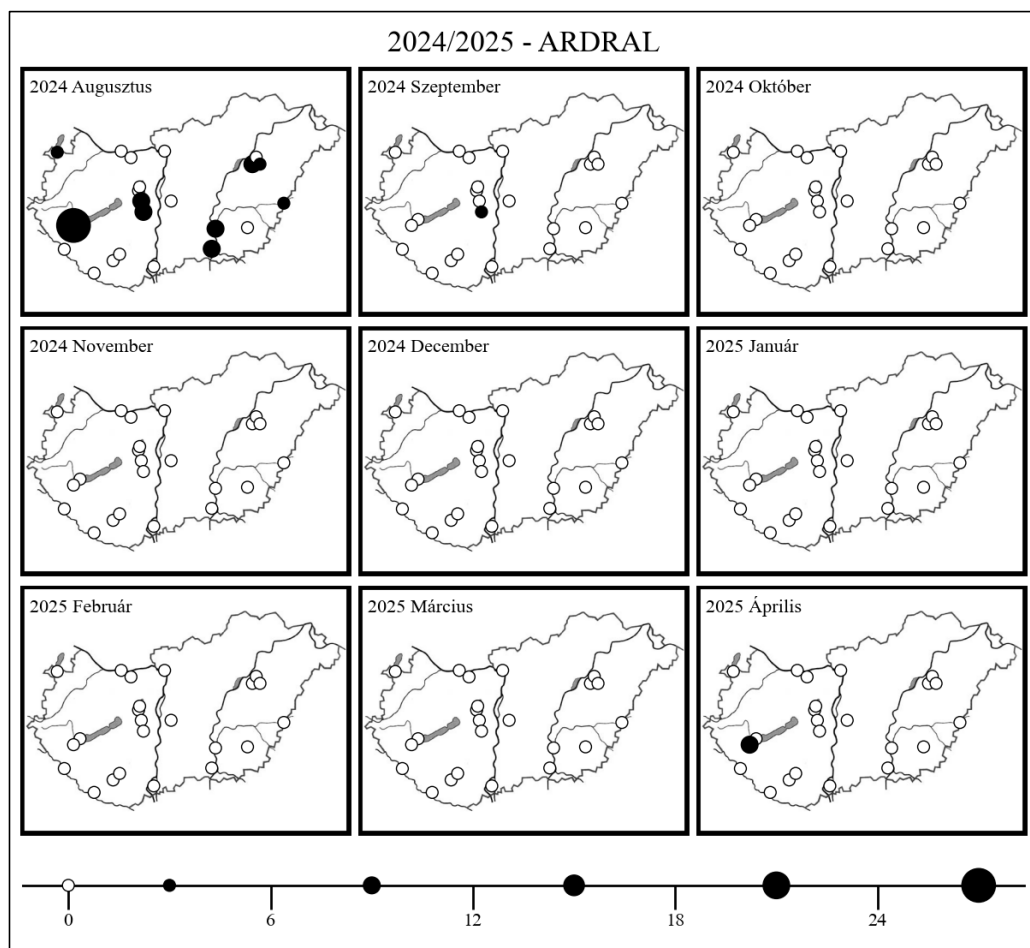 2024/2025 - ARDRAL
2024 Augusztus
2024 Szeptember
2024 Október
2024 November
2024 December
2025 Január
2025 Február
2025 Március
2025 Április
0
6
12
18
24